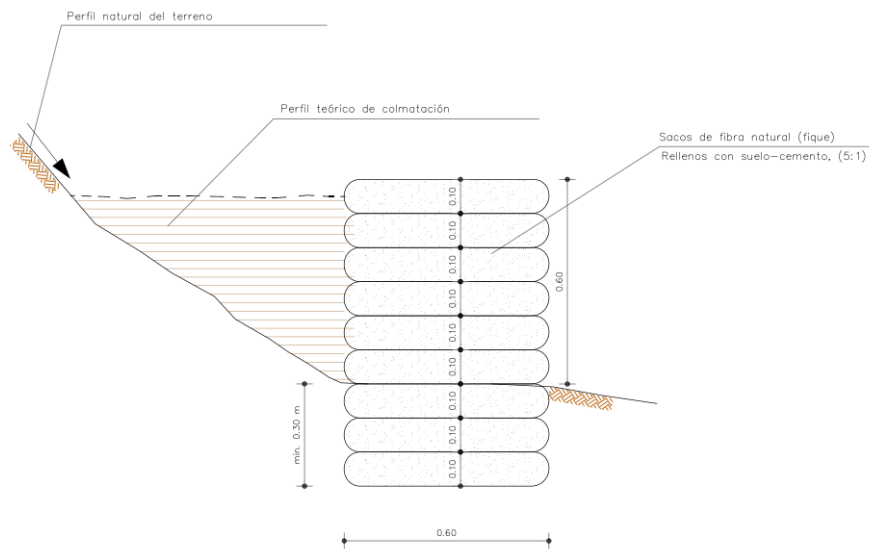 Perfil natural del terreno
Perfil teórico de colmatación
Sacos de fibra natural (fique)
Rellenos con suelo-cemento, (5:1)
0.10
0.10
0.10
0.10
0.10
0.10
0.10
0.10
0.10
0.60
min. 0.30 m
0.60